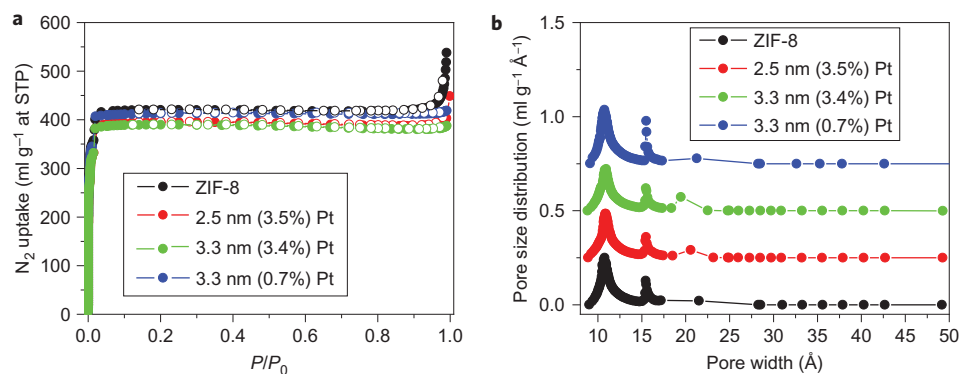 a
N₂ uptake (ml g⁻¹ at STP)
600
500
400
300
200
100
0
ZIF-8
2.5 nm (3.5%) Pt
3.3 nm (3.4%) Pt
3.3 nm (0.7%) Pt
0.0 0.2 0.4 0.6 0.8 1.0
P/P₀
b
Pore size distribution (ml g⁻¹ Å⁻¹)
1.5
1.0
0.5
0.0
ZIF-8
2.5 nm (3.5%) Pt
3.3 nm (3.4%) Pt
3.3 nm (0.7%) Pt
10 15 20 25 30 35 40 45 50
Pore width (Å)